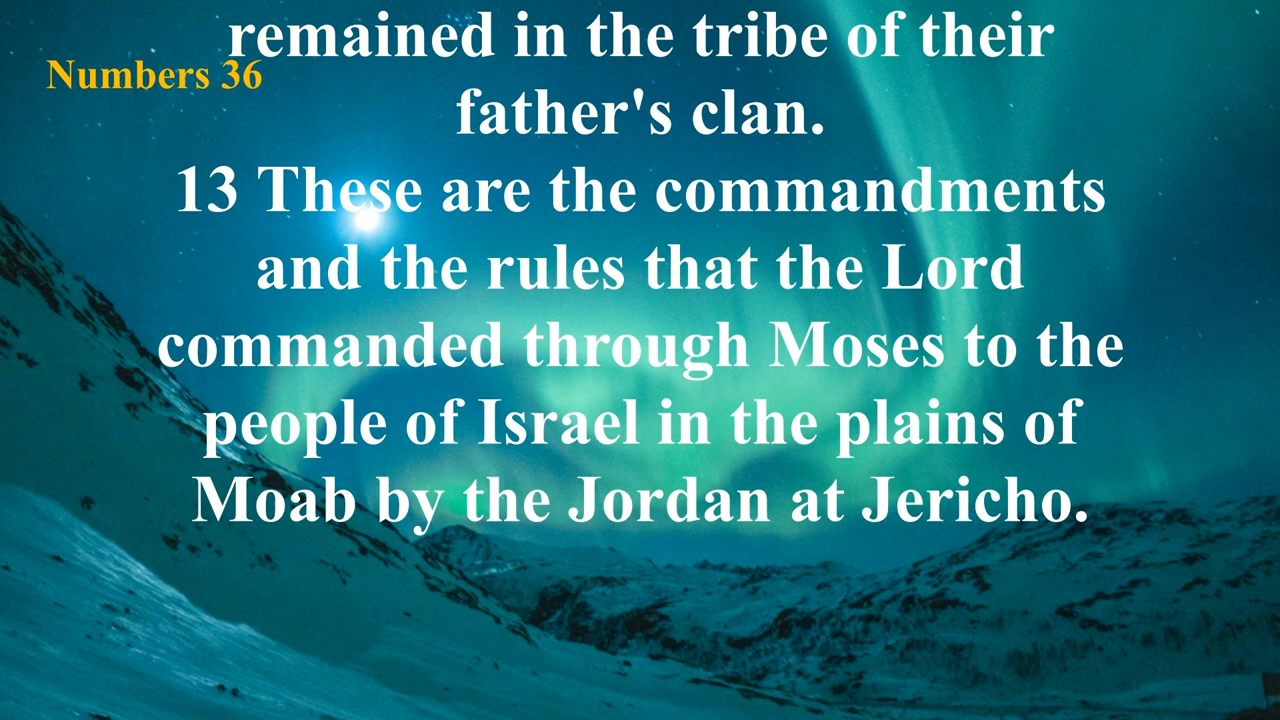 remained in the tribe of their
Numbers 36
father's clan.
13 These are the commandments
and the rules that the Lord
commanded through Moses to the
people of Israel in the plains of
Moab by the Jordan at Jericho.